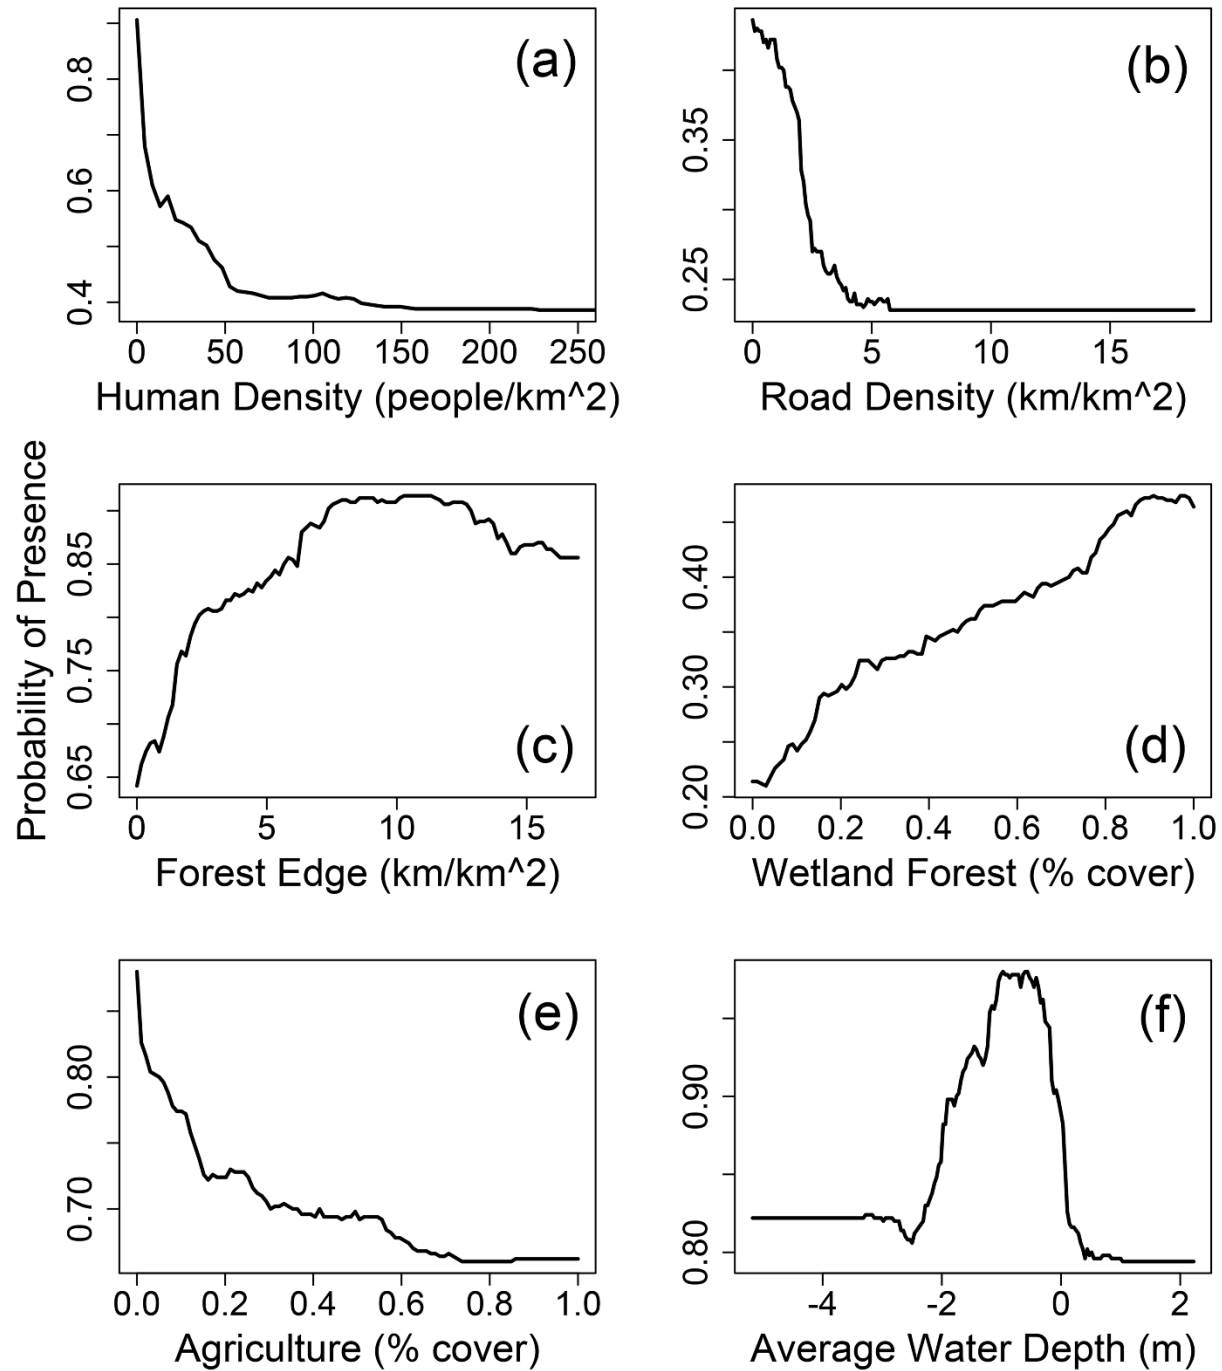 (a)
0.8
0.6
0.4
0 50 100 150 200 250
Human Density (people/km^2)
(b)
0.35
0.25
0 5 10 15
Road Density (km/km^2)
Probability of Presence
(c)
0.85
0.75
0.65
0 5 10 15
Forest Edge (km/km^2)
(d)
0.40
0.30
0.20
0.0 0.2 0.4 0.6 0.8 1.0
Wetland Forest (% cover)
(e)
0.80
0.70
0.0 0.2 0.4 0.6 0.8 1.0
Agriculture (% cover)
(f)
0.90
0.80
-4 -2 0 2
Average Water Depth (m)